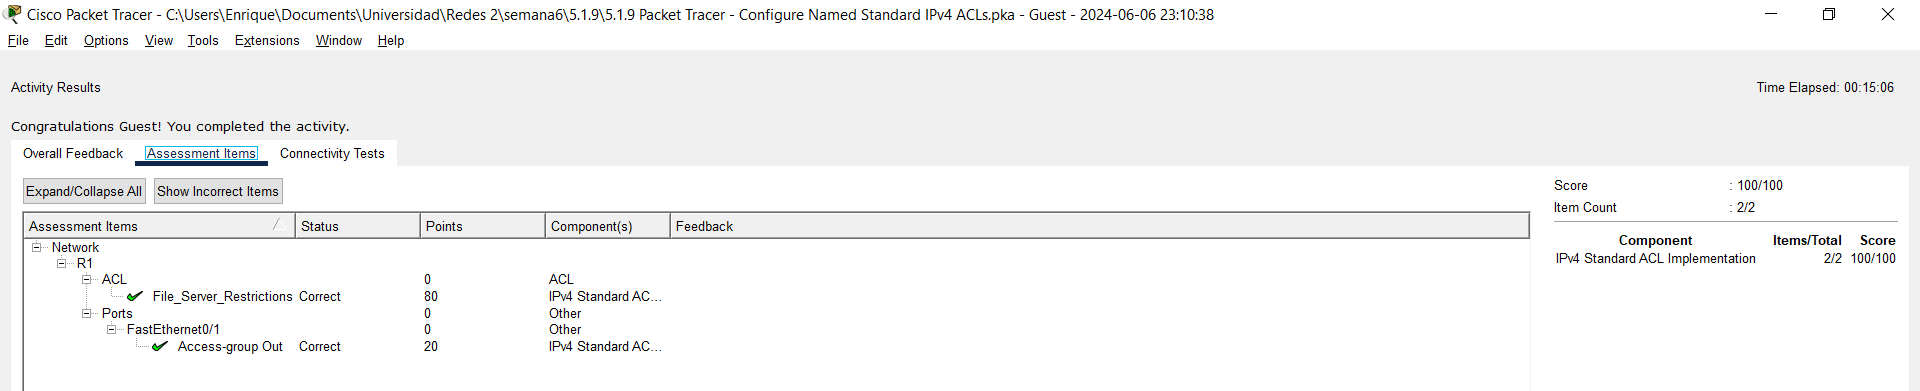 Cisco Packet Tracer - C:\Users\Enrique\Documents\Universidad\Redes 2\semana6\5.1.9\5.1.9 Packet Tracer - Configure Named Standard IPv4 ACLs.pka - Guest - 2024-06-06 23:10:38
File Edit Options View Tools Extensions Window Help
Activity Results Time Elapsed: 00:15:06
Congratulations Guest! You completed the activity.
Overall Feedback Assessment Items Connectivity Tests
Expand/Collapse All Show Incorrect Items
Assessment Items Status Points Component(s) Feedback
Network
R1
ACL 0 ACL
File_Server_Restrictions Correct 80 IPv4 Standard AC...
Ports 0 Other
FastEthernet0/1 0 Other
Access-group Out Correct 20 IPv4 Standard AC...
Score : 100/100
Item Count : 2/2
Component Items/Total Score
IPv4 Standard ACL Implementation 2/2 100/100